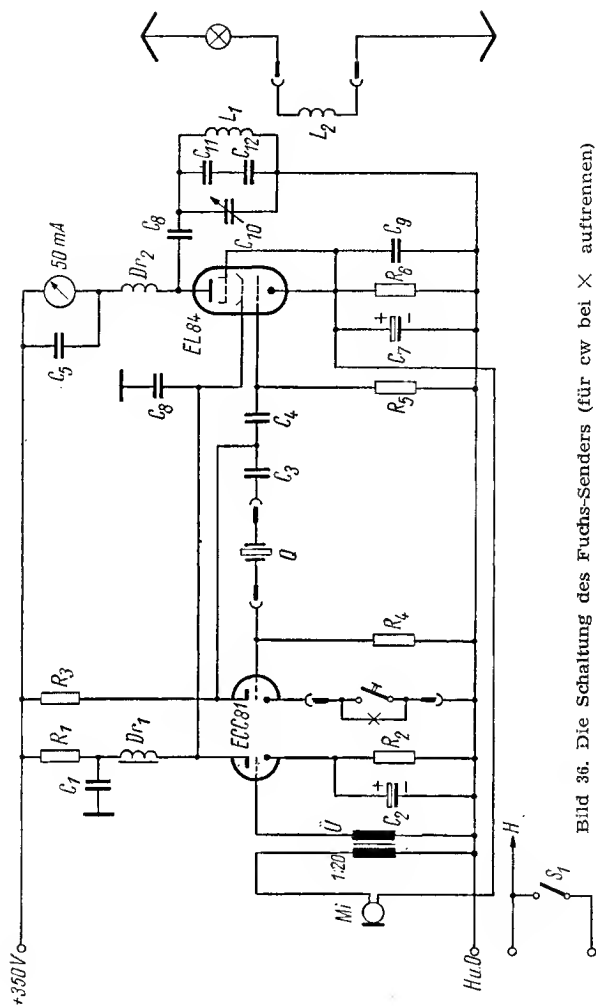 +350V
R1
R3
C5
50 mA
C1
Dr1
Dr2
C8
C8
C11
L1
C12
C10
EL84
ECC81
Q
C3
C4
L2
Ü
1:20
Mi
C2
+
-
R2
×
R4
R5
+
C7
-
R6
C9
Hu.0
H
S1
Bild 36. Die Schaltung des Fuchs-Senders (für cw bei × auftrennen)